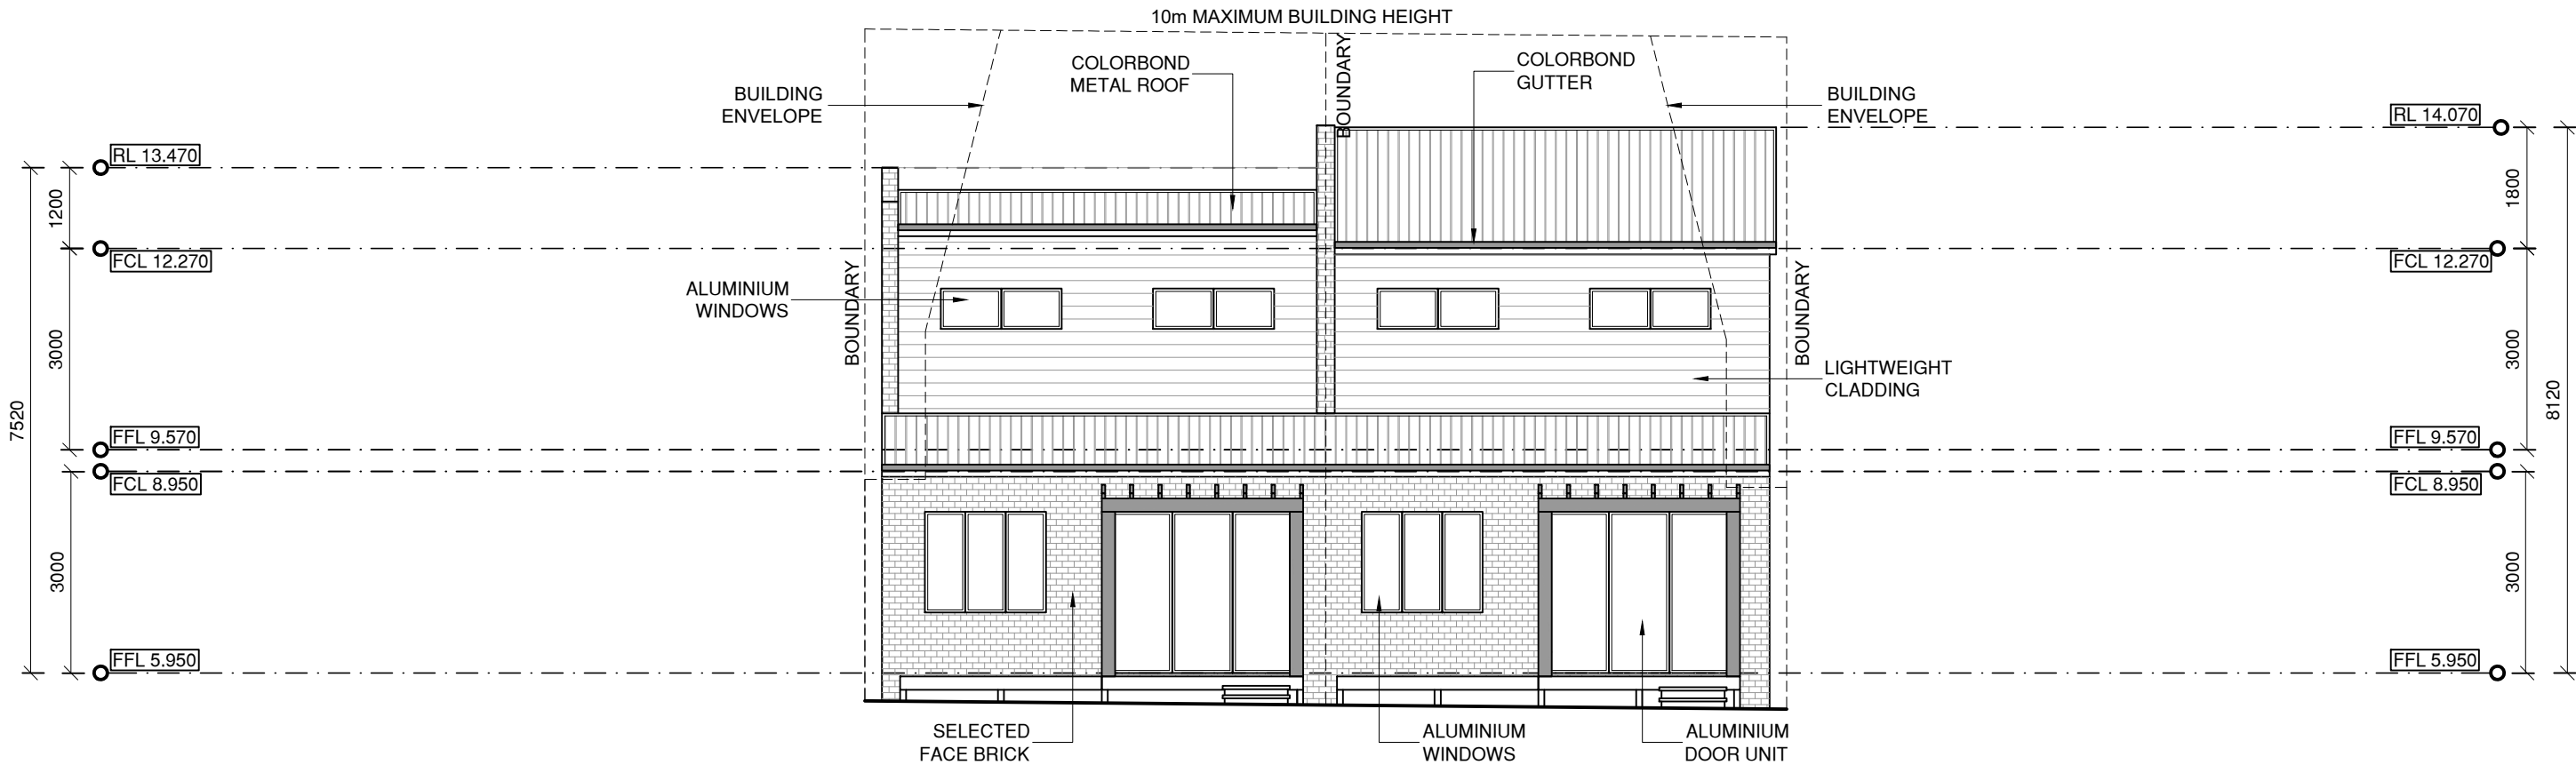 10m MAXIMUM BUILDING HEIGHT
COLORBOND
METAL ROOF
BOUNDARY
COLORBOND
GUTTER
BUILDING
ENVELOPE
BUILDING
ENVELOPE
RL 13.470
RL 14.070
1200
1800
FCL 12.270
FCL 12.270
ALUMINIUM
WINDOWS
BOUNDARY
BOUNDARY
3000
3000
LIGHTWEIGHT
CLADDING
7520
8120
FFL 9.570
FFL 9.570
FCL 8.950
FCL 8.950
3000
3000
FFL 5.950
FFL 5.950
SELECTED
FACE BRICK
ALUMINIUM
WINDOWS
ALUMINIUM
DOOR UNIT